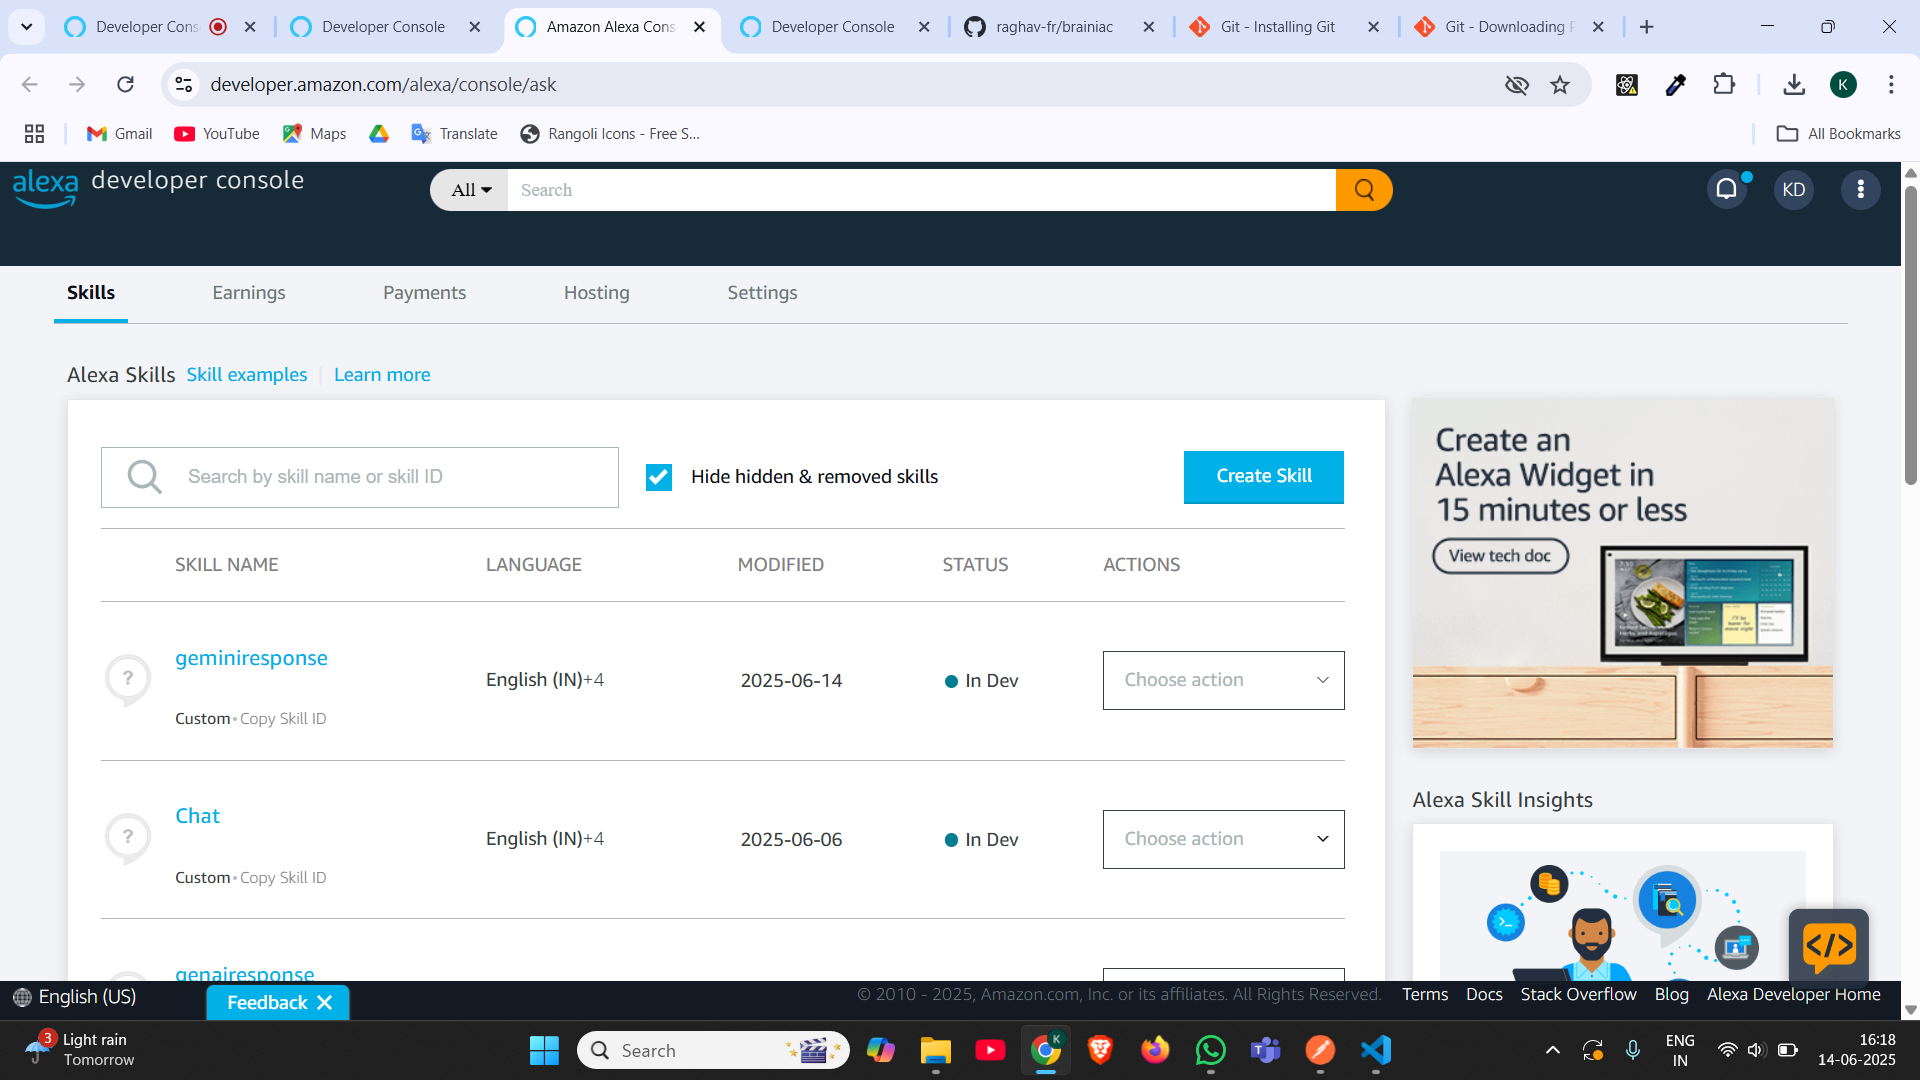 Developer Cons
Developer Console
Amazon Alexa Cons
Developer Console
raghav-fr/brainiac
Git - Installing Git
Git - Downloading P
developer.amazon.com/alexa/console/ask
K
Gmail
YouTube
Maps
Translate
Rangoli Icons - Free S...
All Bookmarks
alexa developer console
All
Search
KD
Skills
Earnings
Payments
Hosting
Settings
Alexa Skills
Skill examples
Learn more
Search by skill name or skill ID
Hide hidden & removed skills
Create Skill
SKILL NAME
LANGUAGE
MODIFIED
STATUS
ACTIONS
?
geminiresponse
Custom • Copy Skill ID
English (IN)+4
2025-06-14
In Dev
Choose action
?
Chat
Custom • Copy Skill ID
English (IN)+4
2025-06-06
In Dev
Choose action
genairesponse
Create an
Alexa Widget in
15 minutes or less
View tech doc
Alexa Skill Insights
English (US)
Feedback
© 2010 - 2025, Amazon.com, Inc. or its affiliates. All Rights Reserved.
Terms
Docs
Stack Overflow
Blog
Alexa Developer Home
3
Light rain
Tomorrow
Search
K
ENG
IN
16:18
14-06-2025